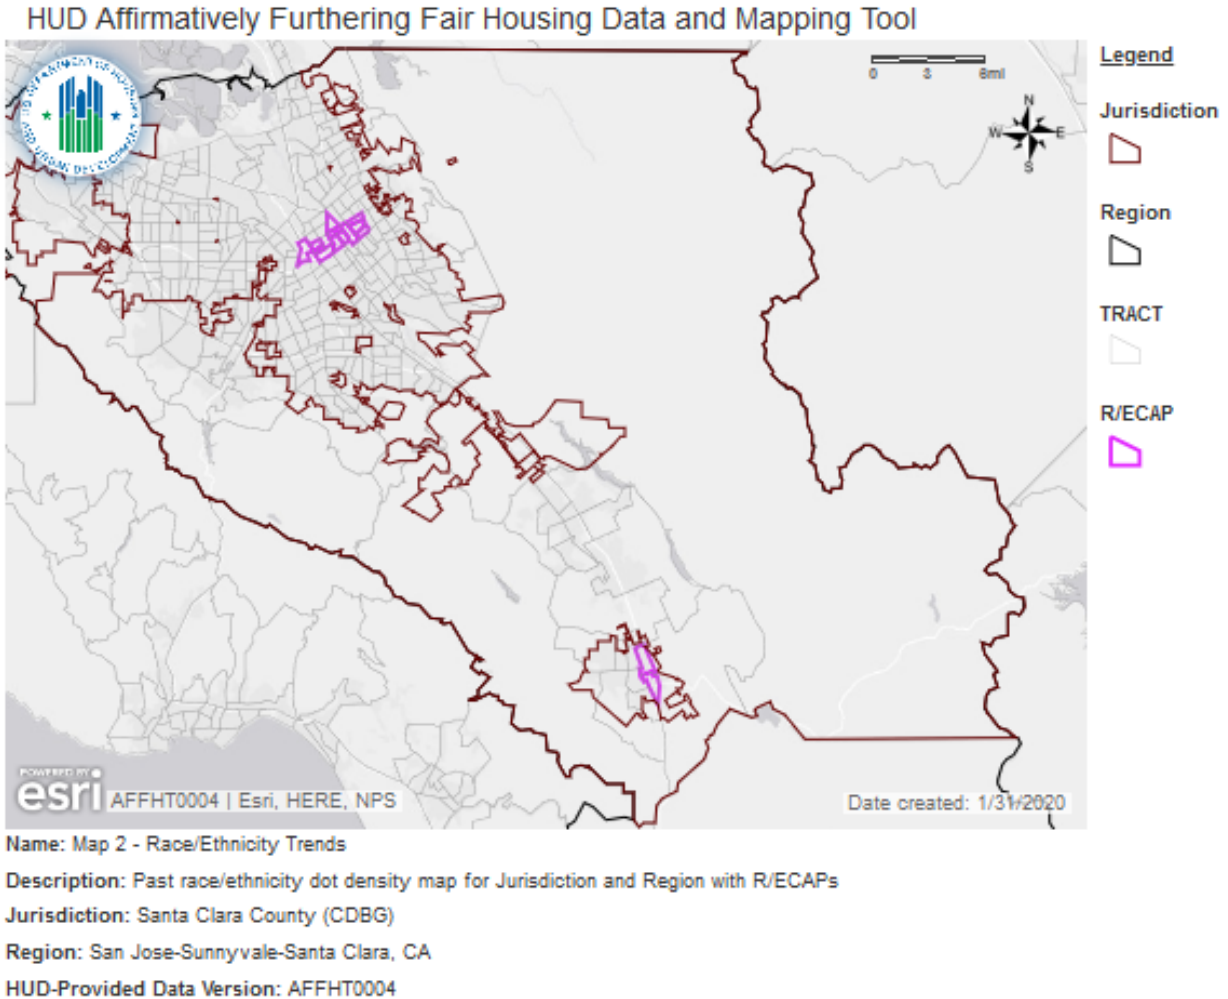 HUD Affirmatively Furthering Fair Housing Data and Mapping Tool
Legend
0 3 6mi
N
W E
S
Jurisdiction
Region
TRACT
R/ECAP
POWERED BY
esri
AFFHT0004 | Esri, HERE, NPS
Date created: 1/31/2020
Name: Map 2 - Race/Ethnicity Trends
Description: Past race/ethnicity dot density map for Jurisdiction and Region with R/ECAPs
Jurisdiction: Santa Clara County (CDBG)
Region: San Jose-Sunnyvale-Santa Clara, CA
HUD-Provided Data Version: AFFHT0004